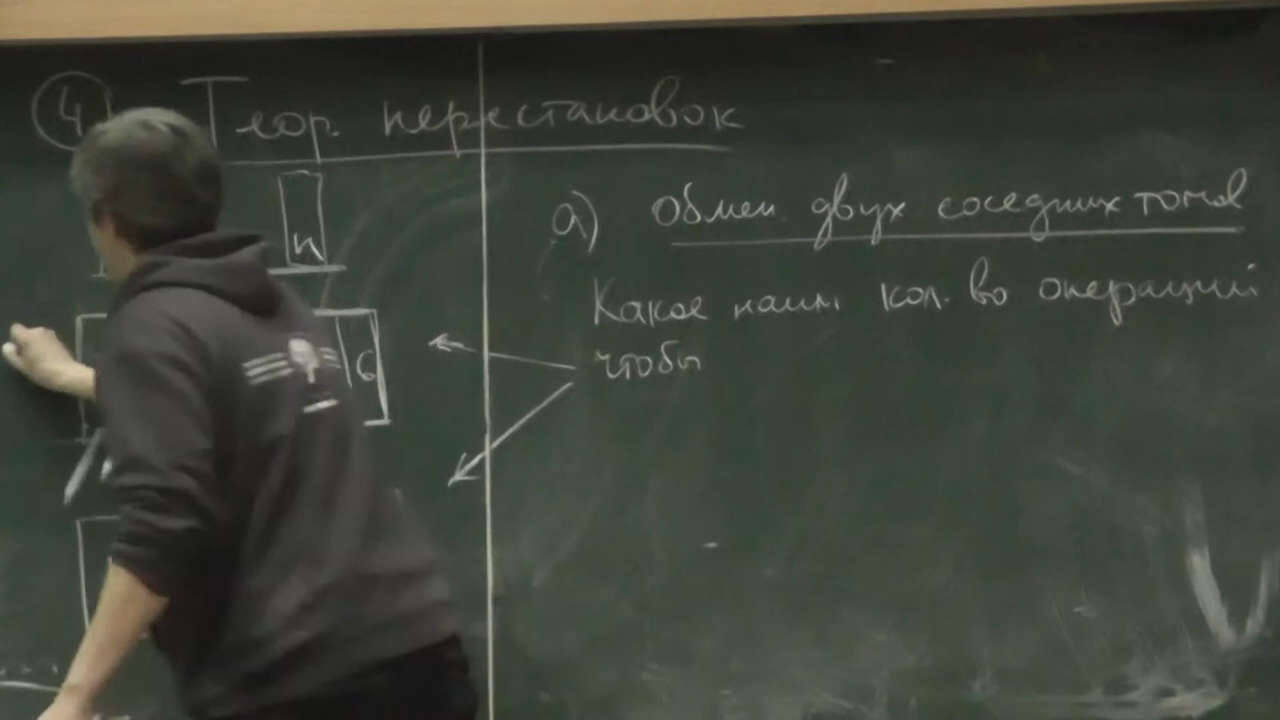 4 Теор. перестановок
n
6
а) Обмен двух соседних томов
Какое наим кол. во операций
чтобы